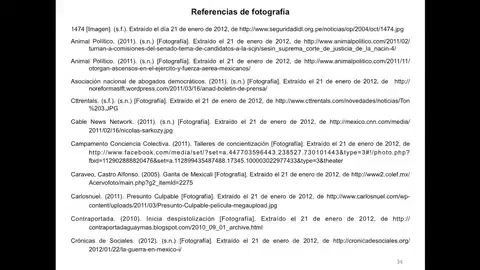 Referencias de fotografía
1474 [Imagen]. (s.f.). Extraído el día 21 de enero de 2012, de http://www.seguridadidl.org.pe/noticias/op/2004/oct/1474.jpg
Animal Político. (2011). (s.n) [Fotografía]. Extraído el 21 de enero de 2012, de http://www.animalpolitico.com/2011/02/
turnan-a-comisiones-del-senado-terna-de-candidatos-a-la-scjn/sesin_suprema_corte_de_justicia_de_la_nacin-4/
Animal Político. (2011). (s.n) [Fotografía]. Extraído el 21 de enero de 2012, de http://www.animalpolitico.com/2011/11/
otorgan-ascensos-en-el-ejercito-y-fuerza-aerea-mexicanos/
Asociación nacional de abogados democráticos. (2011). (s.n) [Fotografía]. Extraído el 21 de enero de 2012, de http://
noreformaslft.wordpress.com/2011/03/16/anad-boletin-de-prensa/
Cttrentals. (s.f.). (s.n) [Fotografía]. Extraído el 21 de enero de 2012, de http://www.cttrentals.com/novedades/noticias/Ton
%203.JPG
Cable News Network. (2011). (s.n.) [Fotografía]. Extraído el 21 de enero de 2012, de http://mexico.cnn.com/media/
2011/02/16/nicolas-sarkozy.jpg
Campamento Conciencia Colectiva. (2011). Talleres de concientización [Fotografía]. Extraído el 21 de enero de 2012, de
http://www.facebook.com/media/set/?set=a.447703596443.238527.730101443&type=3#!/photo.php?
fbid=112902888820476&set=a.112899435487488.17345.100003022977433&type=3&theater
Caraveo, Castro Alfonso. (2005). Garita de Mexicali [Fotografía]. Extraído el 21 de enero de 2012, de http://www2.colef.mx/
Acervofoto/main.php?g2_itemId=2275
Carlosnuel. (2011). Presunto Culpable [Fotografía]. Extraído el 21 de enero de 2012, de http://www.carlosnuel.com/wp-
content/uploads/2011/03/Presunto-Culpable-pelicula-megaupload.jpg
Contraportada. (2010). Inicia despistolización [Fotografía]. Extraído el 21 de enero de 2012, de http://
contraportadaguaymas.blogspot.com/2010_09_01_archive.html
Crónicas de Sociales. (2012). (s.n.) [Fotografía]. Extraído el 21 de enero de 2012, de http://cronicadesociales.org/
2012/01/22/la-guerra-en-mexico-i/